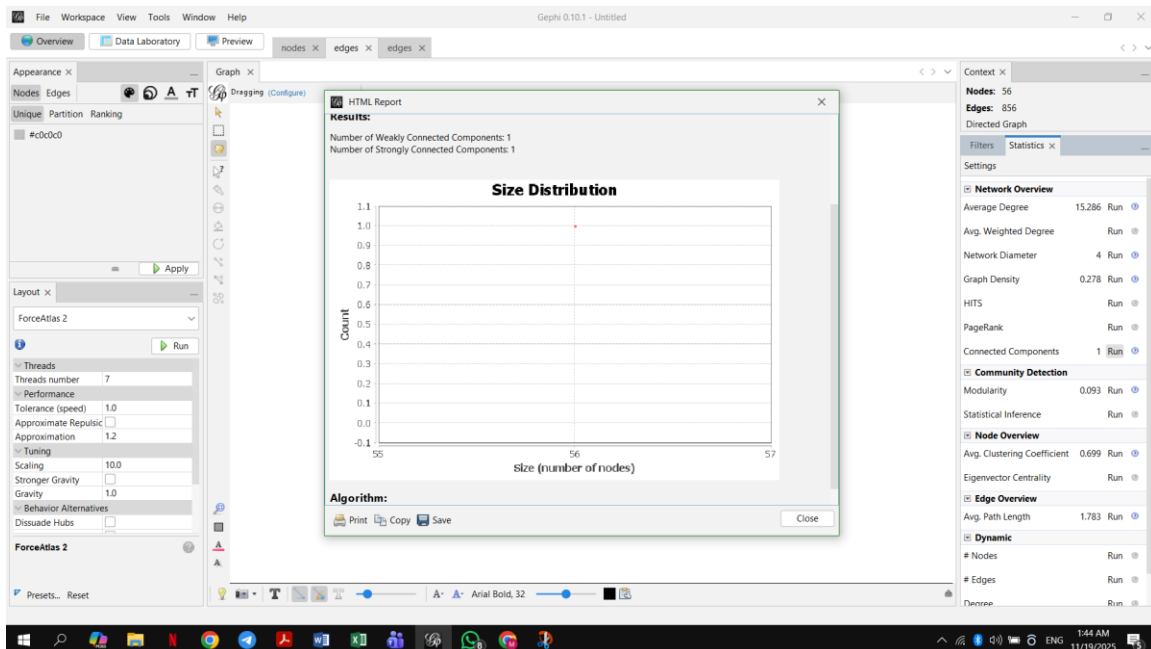 File Workspace View Tools Window Help
Gephi 0.10.1 - Untitled
Overview
Data Laboratory
Preview
nodes ×
edges ×
edges ×
Appearance ×
Nodes Edges
Unique Partition Ranking
#c0c0c0
Apply
Layout ×
ForceAtlas 2
Run
Threads
Threads number 7
Performance
Tolerance (speed) 1.0
Approximate Repulsic
Approximation 1.2
Tuning
Scaling 10.0
Stronger Gravity
Gravity 1.0
Behavior Alternatives
Dissuade Hubs
ForceAtlas 2
Presets... Reset
Graph ×
Dragging (Configure)
HTML Report
Results:
Number of Weakly Connected Components: 1
Number of Strongly Connected Components: 1
Size Distribution
1.1
1.0
0.9
0.8
0.7
0.6
0.5
0.4
0.3
0.2
0.1
0.0
-0.1
Count
55 56 57
Size (number of nodes)
Algorithm:
Print Copy Save
Close
Arial Bold, 32
Context ×
Nodes: 56
Edges: 856
Directed Graph
Filters Statistics ×
Settings
Network Overview
Average Degree 15.286 Run
Avg. Weighted Degree Run
Network Diameter 4 Run
Graph Density 0.278 Run
HITS Run
PageRank Run
Connected Components 1 Run
Community Detection
Modularity 0.093 Run
Statistical Inference Run
Node Overview
Avg. Clustering Coefficient 0.699 Run
Eigenvector Centrality Run
Edge Overview
Avg. Path Length 1.783 Run
Dynamic
# Nodes Run
# Edges Run
Degree Run
ENG
1:44 AM
11/19/2025